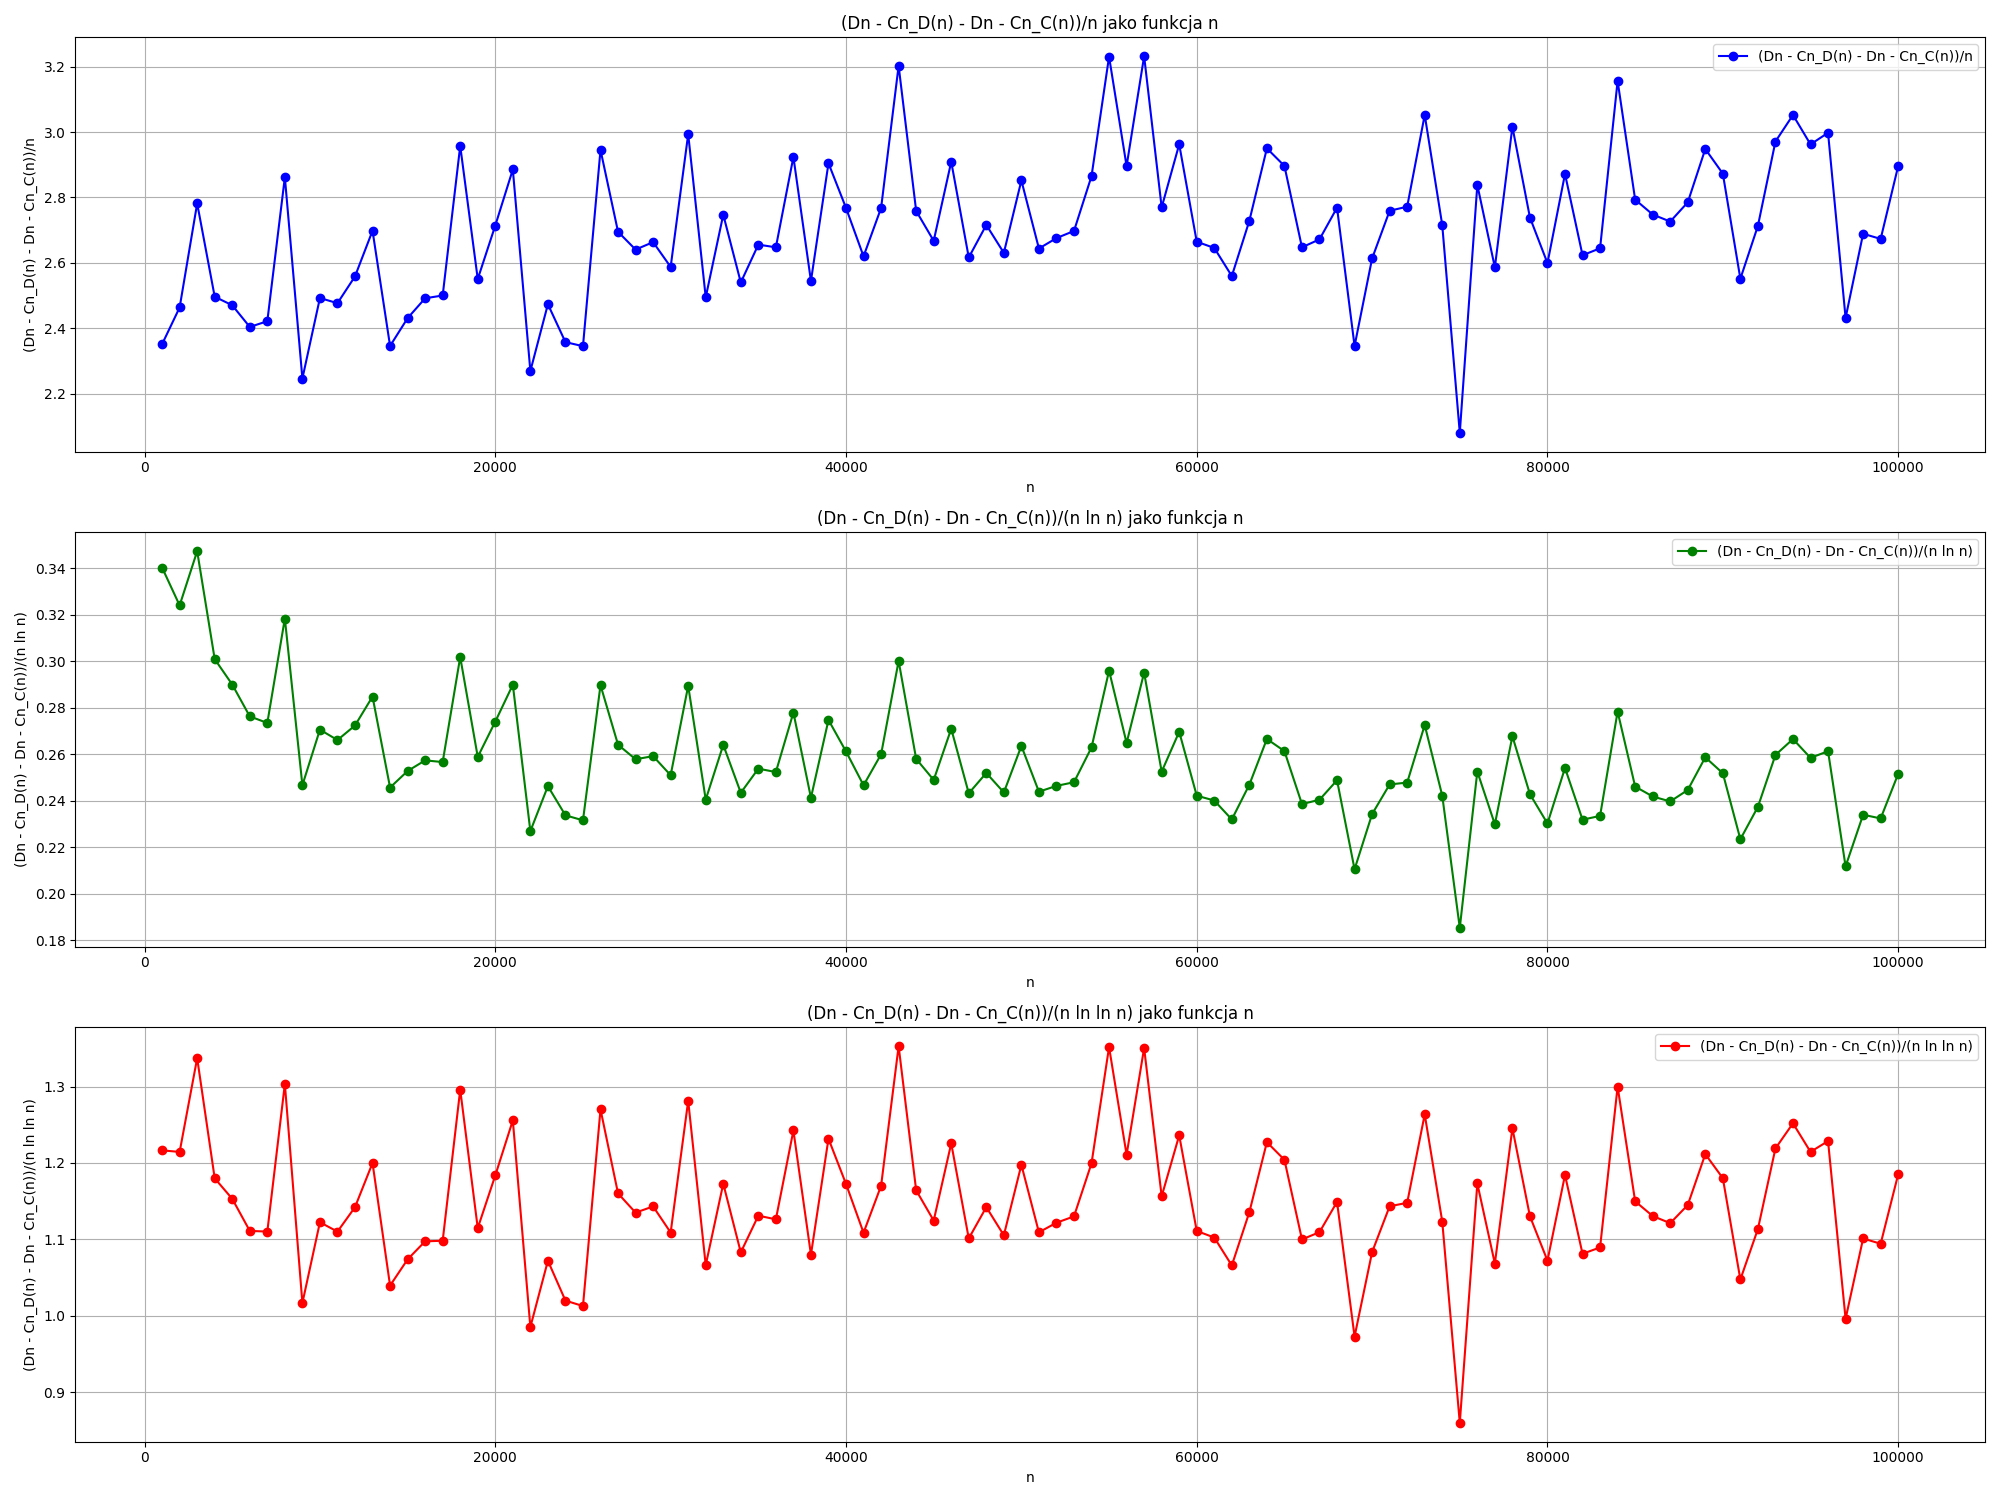 (Dn - Cn_D(n) - Dn - Cn_C(n))/n jako funkcja n
(Dn - Cn_D(n) - Dn - Cn_C(n))/n
(Dn - Cn_D(n) - Dn - Cn_C(n))/n
3.2
3.0
2.8
2.6
2.4
2.2
0 20000 40000 60000 80000 100000
n
(Dn - Cn_D(n) - Dn - Cn_C(n))/(n ln n) jako funkcja n
(Dn - Cn_D(n) - Dn - Cn_C(n))/(n ln n)
(Dn - Cn_D(n) - Dn - Cn_C(n))/(n ln n)
0.34
0.32
0.30
0.28
0.26
0.24
0.22
0.20
0.18
0 20000 40000 60000 80000 100000
n
(Dn - Cn_D(n) - Dn - Cn_C(n))/(n ln ln n) jako funkcja n
(Dn - Cn_D(n) - Dn - Cn_C(n))/(n ln ln n)
(Dn - Cn_D(n) - Dn - Cn_C(n))/(n ln ln n)
1.3
1.2
1.1
1.0
0.9
0 20000 40000 60000 80000 100000
n